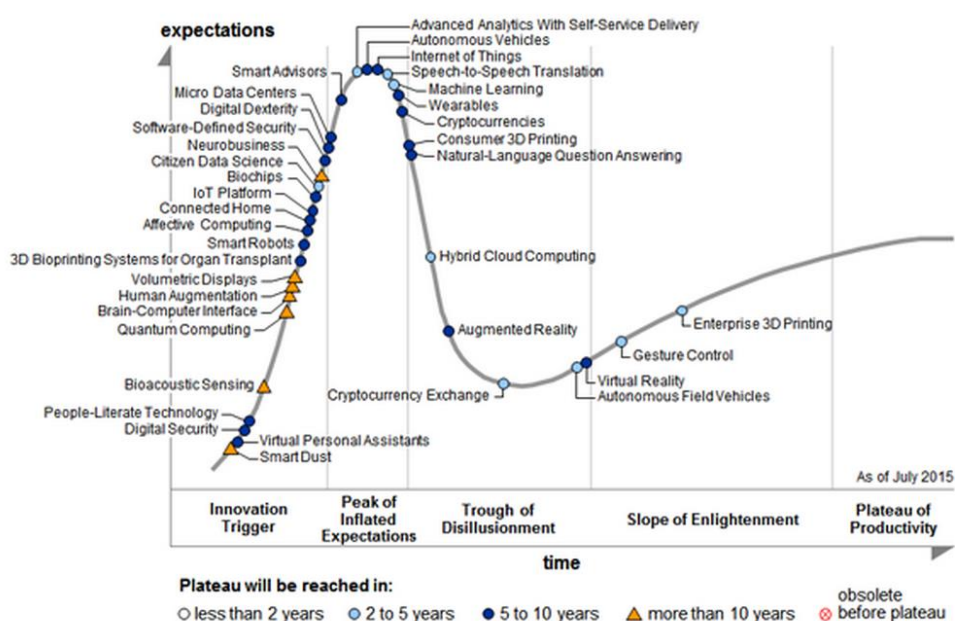 expectations
Advanced Analytics With Self-Service Delivery
Autonomous Vehicles
Internet of Things
Speech-to-Speech Translation
Machine Learning
Wearables
Cryptocurrencies
Consumer 3D Printing
Natural-Language Question Answering
Smart Advisors
Micro Data Centers
Digital Dexterity
Software-Defined Security
Neurobusiness
Citizen Data Science
Biochips
IoT Platform
Connected Home
Affective Computing
Smart Robots
3D Bioprinting Systems for Organ Transplant
Volumetric Displays
Human Augmentation
Brain-Computer Interface
Quantum Computing
Bioacoustic Sensing
People-Literate Technology
Digital Security
Virtual Personal Assistants
Smart Dust
Hybrid Cloud Computing
Augmented Reality
Cryptocurrency Exchange
Enterprise 3D Printing
Gesture Control
Virtual Reality
Autonomous Field Vehicles
As of July 2015
Innovation
Trigger
Peak of
Inflated
Expectations
Trough of
Disillusionment
Slope of Enlightenment
Plateau of
Productivity
time
Plateau will be reached in:
less than 2 years
2 to 5 years
5 to 10 years
more than 10 years
obsolete
before plateau